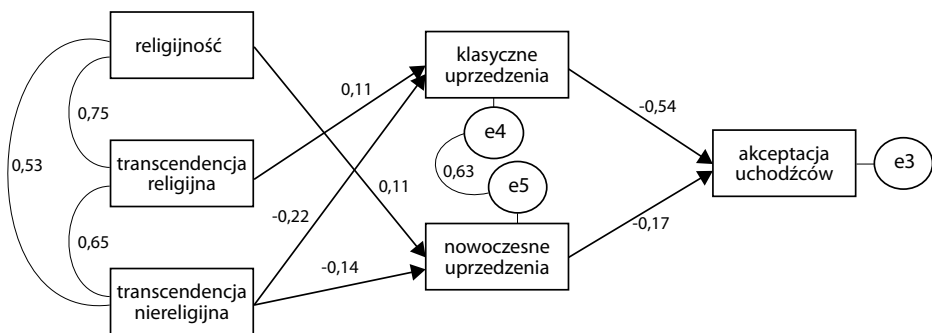 religijność
0,75
0,53
transcendencja
religijna
0,65
transcendencja
niereligijna
0,11
-0,22
0,11
-0,14
klasyczne
uprzedzenia
e4
0,63
e5
nowoczesne
uprzedzenia
-0,54
-0,17
akceptacja
uchodźców
e3